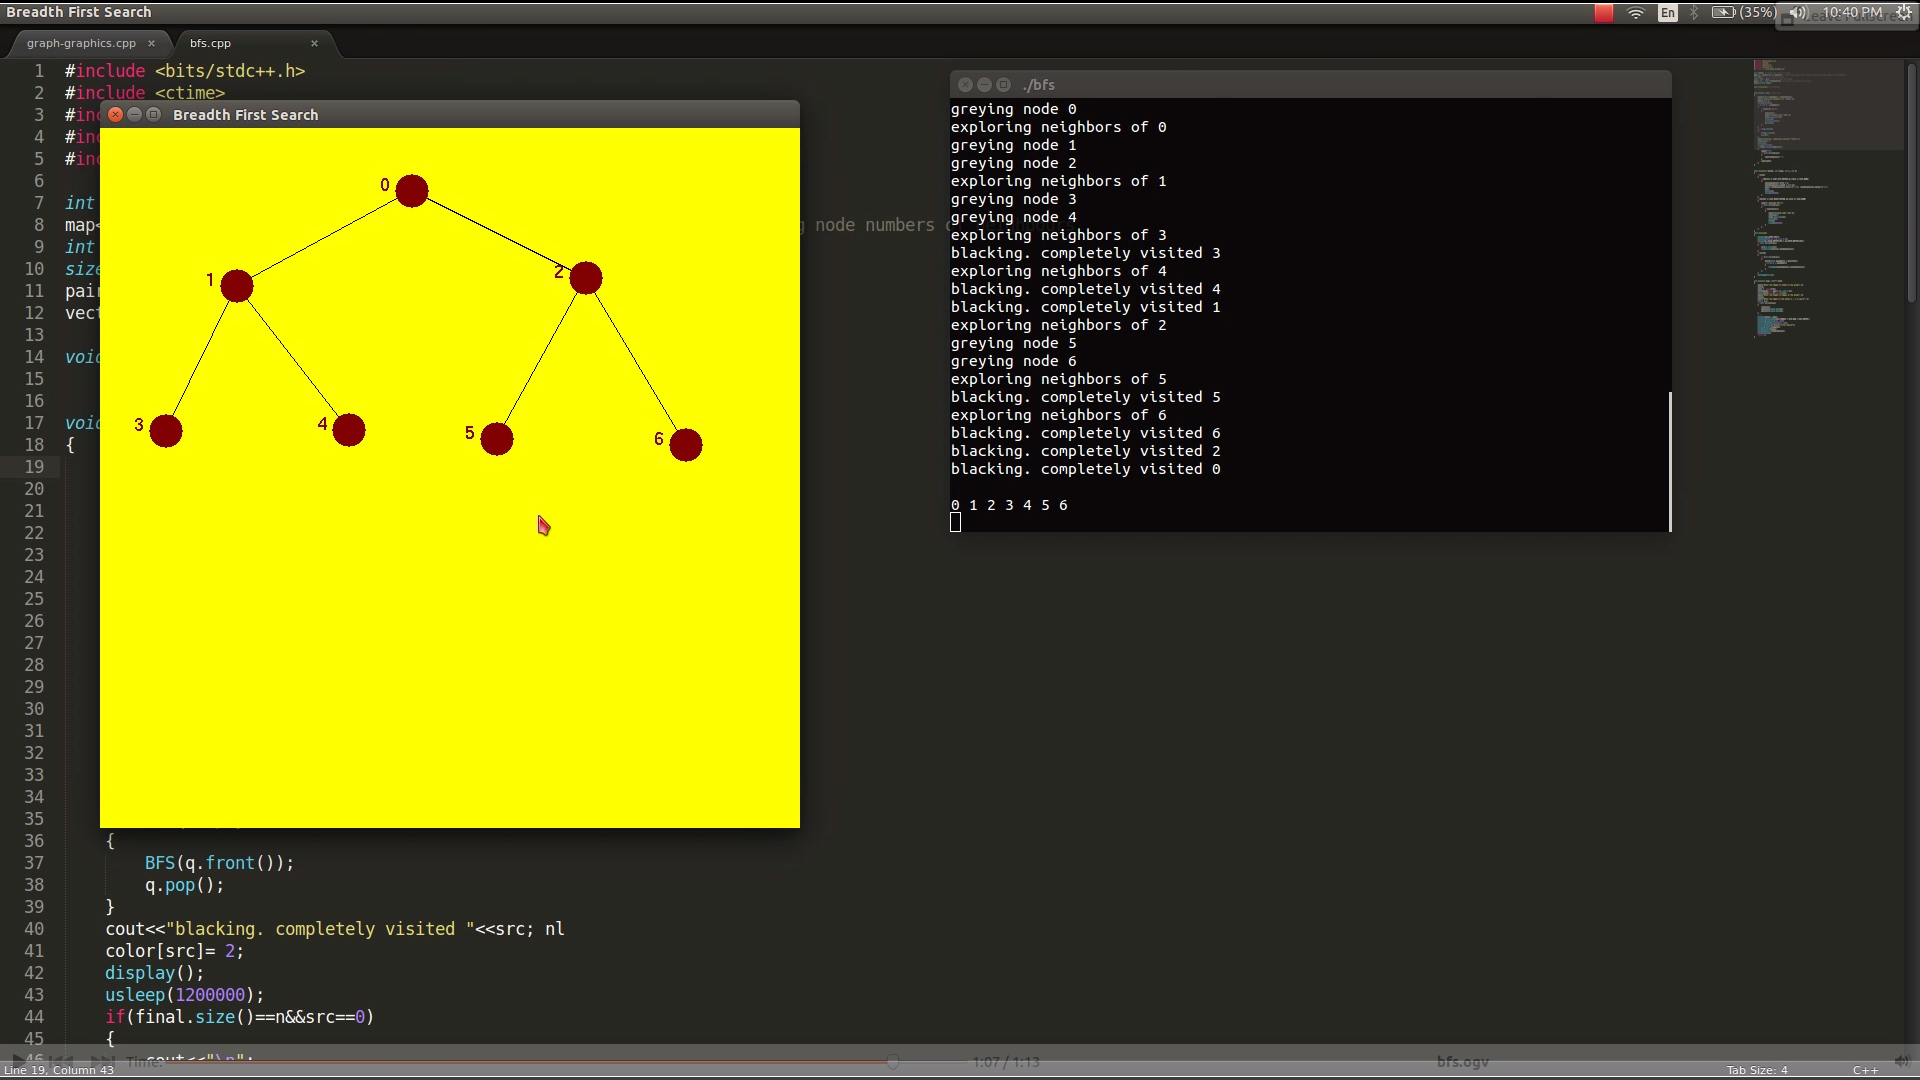 Breadth First Search
En
(35%)
10:40 PM
Leave Fullscreen
graph-graphics.cpp ×
bfs.cpp ×
1 #include <bits/stdc++.h>
2 #include <ctime>
3 #inc
4 #inc
5 #inc
6
7 int
8 map<
g node numbers
9 int
10 size
11 pair
12 vect
13
14 void
15
16
17 void
18 {
19
20
21
22
23
24
25
26
27
28
29
30
31
32
33
34
35
36 {
37 BFS(q.front());
38 q.pop();
39 }
40 cout<<"blacking. completely visited "<<src; nl
41 color[src]= 2;
42 display();
43 usleep(1200000);
44 if(final.size()==n&&src==0)
45 {
46 cout<<"\n";
Breadth First Search
0
1
2
3
4
5
6
./bfs
greying node 0
exploring neighbors of 0
greying node 1
greying node 2
exploring neighbors of 1
greying node 3
greying node 4
exploring neighbors of 3
blacking. completely visited 3
exploring neighbors of 4
blacking. completely visited 4
blacking. completely visited 1
exploring neighbors of 2
greying node 5
greying node 6
exploring neighbors of 5
blacking. completely visited 5
exploring neighbors of 6
blacking. completely visited 6
blacking. completely visited 2
blacking. completely visited 0
0 1 2 3 4 5 6
Time:
1:07 / 1:13
bfs.ogv
Line 19, Column 43
Tab Size: 4
C++